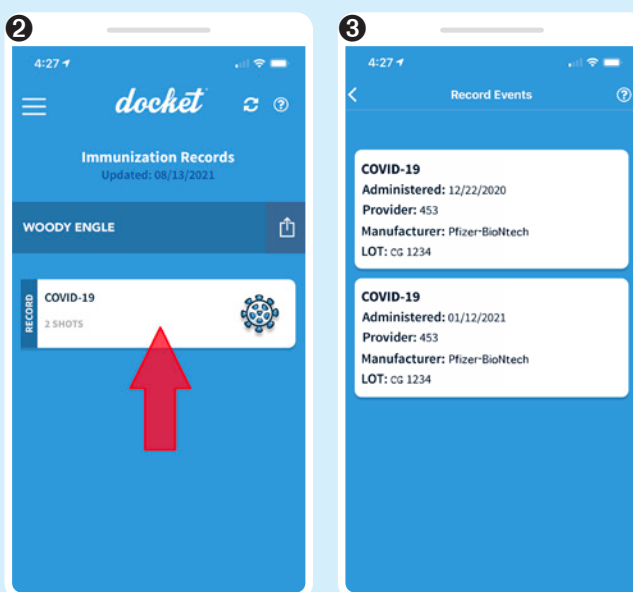 ❷
4:27
docket
Immunization Records
Updated: 08/13/2021
WOODY ENGLE
RECORD
COVID-19
2 SHOTS
❸
4:27
Record Events
COVID-19
Administered: 12/22/2020
Provider: 453
Manufacturer: Pfizer-BioNtech
LOT: CG 1234
COVID-19
Administered: 01/12/2021
Provider: 453
Manufacturer: Pfizer-BioNtech
LOT: CG 1234